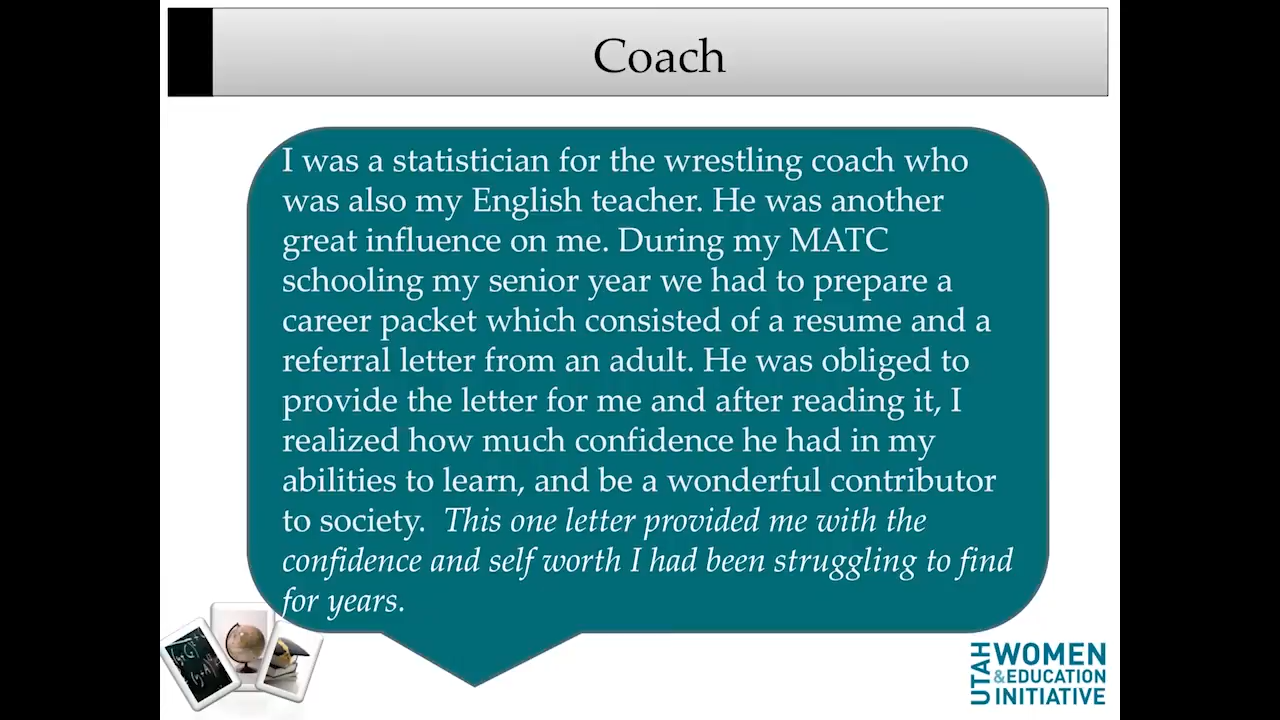 Coach
I was a statistician for the wrestling coach who
was also my English teacher. He was another
great influence on me. During my MATC
schooling my senior year we had to prepare a
career packet which consisted of a resume and a
referral letter from an adult. He was obliged to
provide the letter for me and after reading it, I
realized how much confidence he had in my
abilities to learn, and be a wonderful contributor
to society. This one letter provided me with the
confidence and self worth I had been struggling to find
for years.
UTAH
WOMEN
&EDUCATION
INITIATIVE